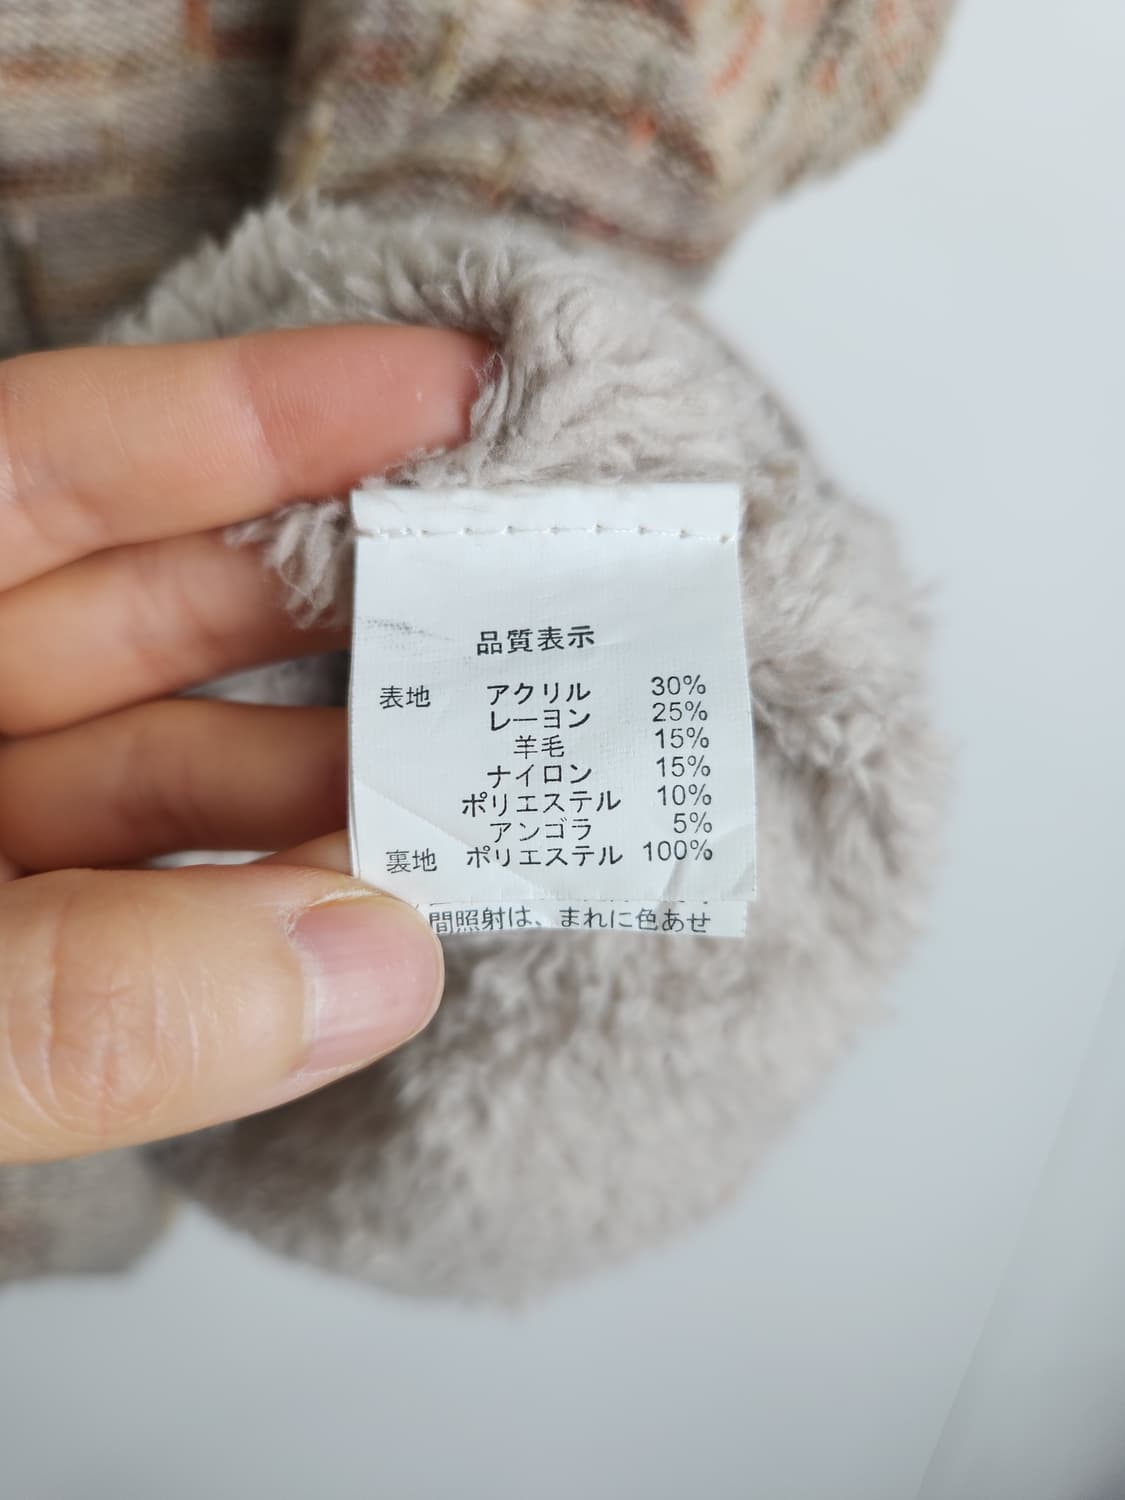 品質表示
表地 アクリル 30%
レーヨン 25%
羊毛 15%
ナイロン 15%
ポリエステル 10%
アンゴラ 5%
裏地 ポリエステル 100%
間照射は、まれに色あせ